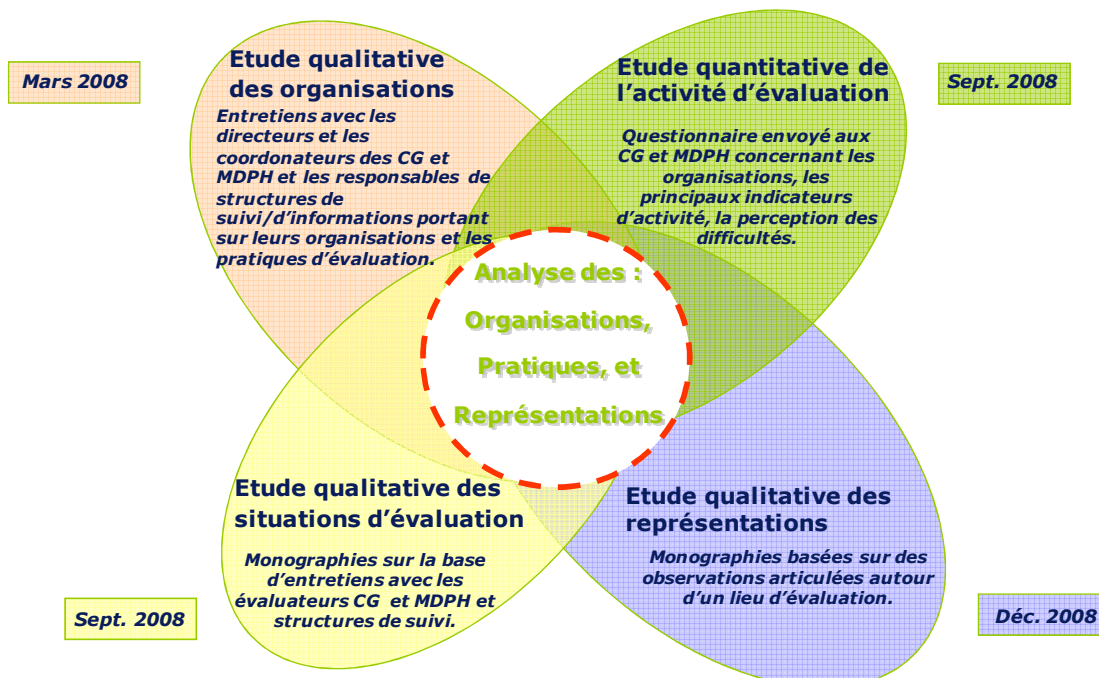 Mars 2008
Etude qualitative
des organisations
Entretiens avec les
directeurs et les
coordonateurs des CG et
MDPH et les responsables de
structures de
suivi/d’informations portant
sur leurs organisations et les
pratiques d’évaluation.
Etude quantitative de
l’activité d’évaluation
Questionnaire envoyé aux
CG et MDPH concernant les
organisations, les
principaux indicateurs
d’activité, la perception des
difficultés.
Sept. 2008
Analyse des :
Organisations,
Pratiques, et
Représentations
Etude qualitative des
situations d’évaluation
Monographies sur la base
d’entretiens avec les
évaluateurs CG et MDPH et
structures de suivi.
Sept. 2008
Etude qualitative des
représentations
Monographies basées sur des
observations articulées autour
d’un lieu d’évaluation.
Déc. 2008